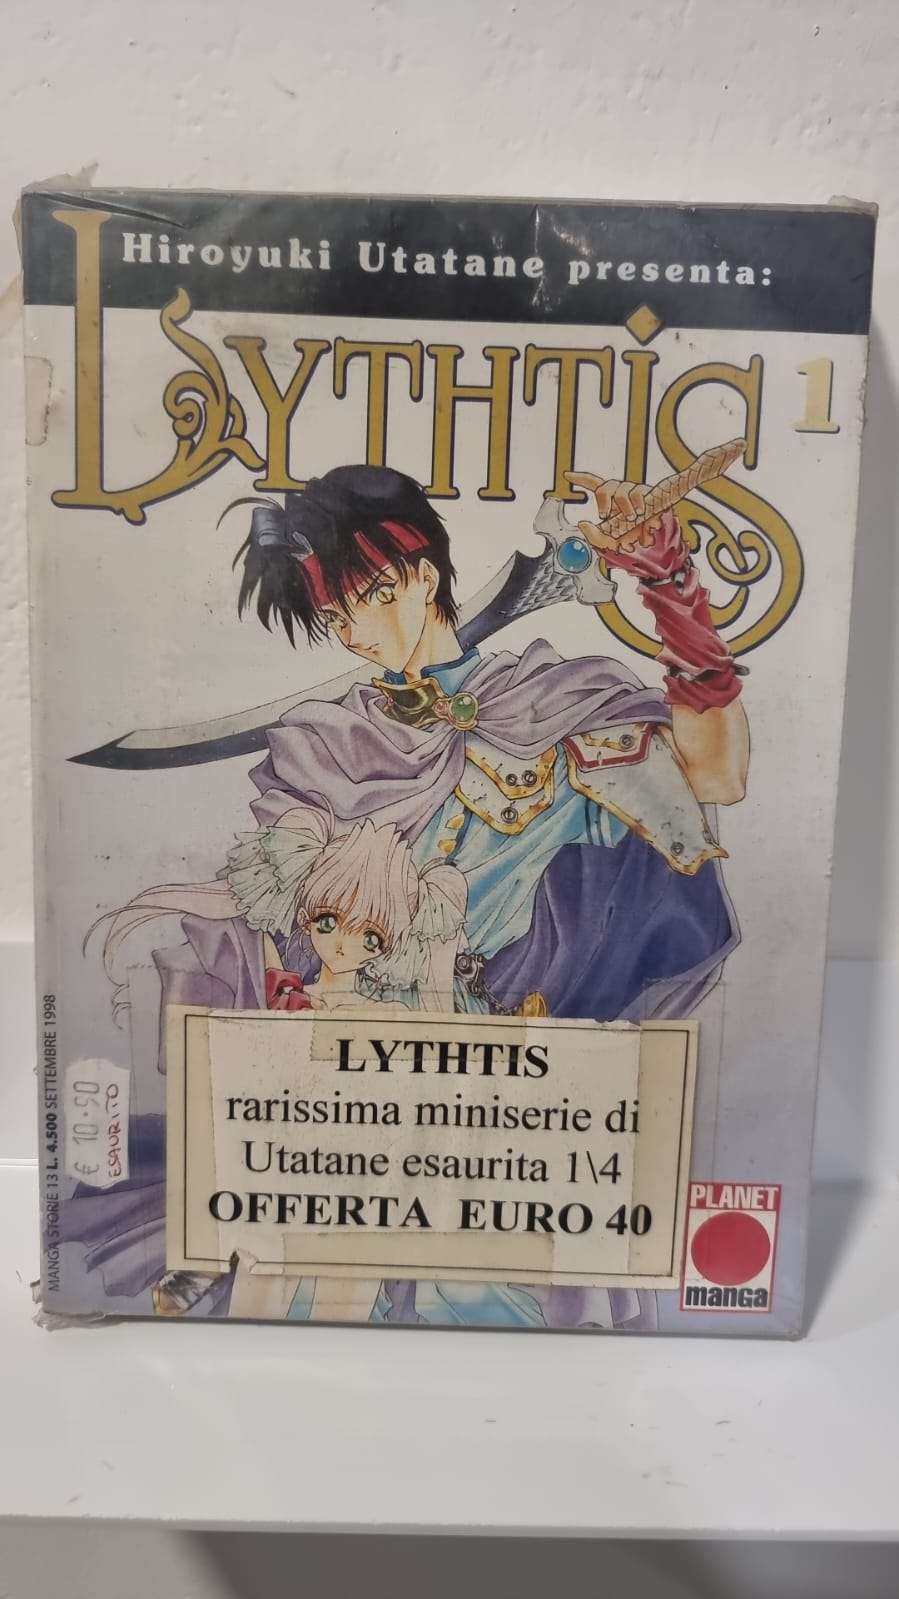 Hiroyuki Utatane presenta:
LYTHTIS
1
MANGA STORIE 13 L. 4.500 SETTEMBRE 1998
€ 10.90
ESAURITO
LYTHTIS
rarissima miniserie di
Utatane esaurita 1\4
OFFERTA EURO 40
PLANET
manga